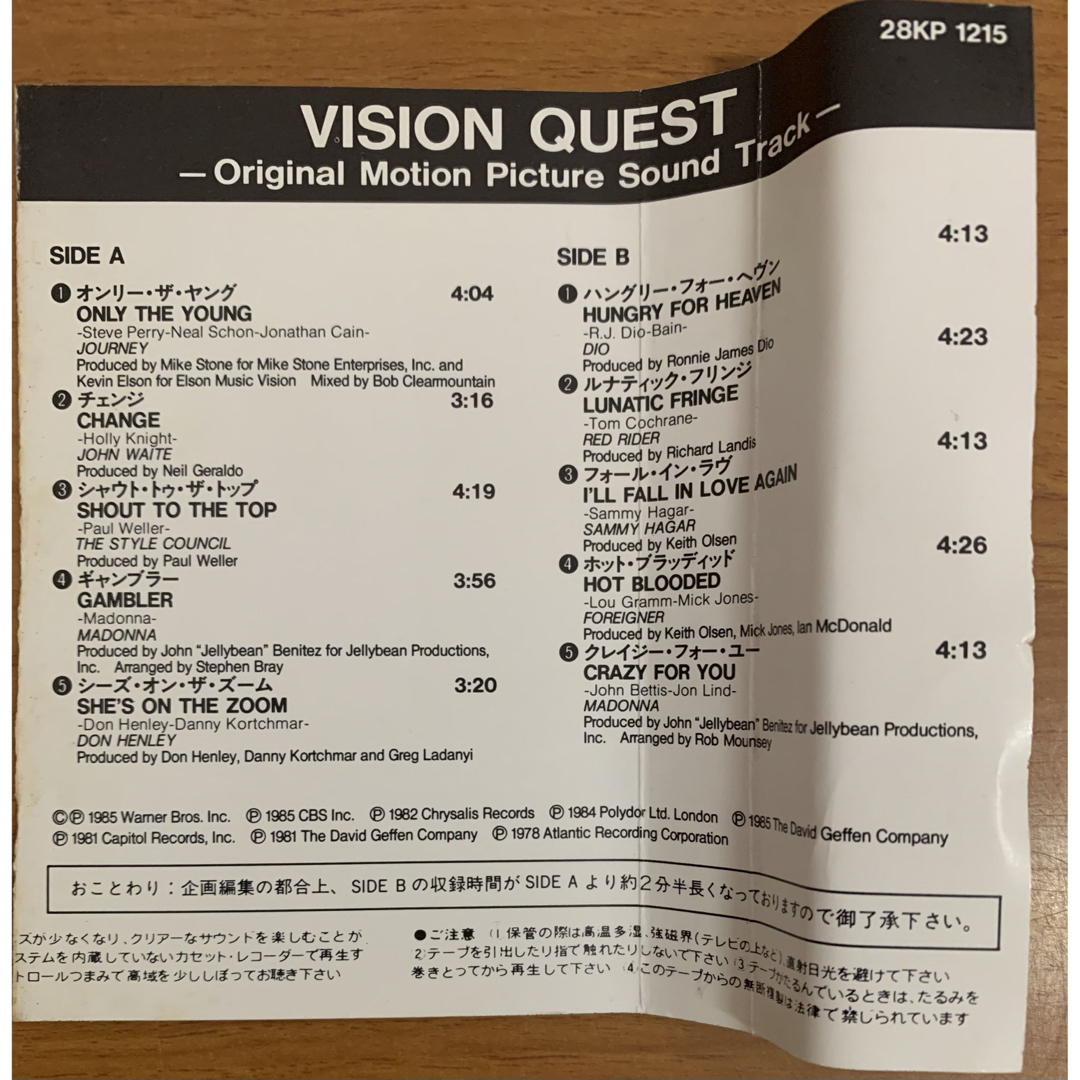 28KP 1215
VISION QUEST
—Original Motion Picture Sound Track—
SIDE A
❶ オンリー・ザ・ヤング 4:04
ONLY THE YOUNG
-Steve Perry-Neal Schon-Jonathan Cain-
JOURNEY
Produced by Mike Stone for Mike Stone Enterprises, Inc. and
Kevin Elson for Elson Music Vision Mixed by Bob Clearmountain
❷ チェンジ 3:16
CHANGE
-Holly Knight-
JOHN WAITE
Produced by Neil Geraldo
❸ シャウト・トゥ・ザ・トップ 4:19
SHOUT TO THE TOP
-Paul Weller-
THE STYLE COUNCIL
Produced by Paul Weller
❹ ギャンブラー 3:56
GAMBLER
-Madonna-
MADONNA
Produced by John “Jellybean” Benitez for Jellybean Productions,
Inc. Arranged by Stephen Bray
❺ シーズ・オン・ザ・ズーム 3:20
SHE'S ON THE ZOOM
-Don Henley-Danny Kortchmar-
DON HENLEY
Produced by Don Henley, Danny Kortchmar and Greg Ladanyi
SIDE B
❶ ハングリー・フォー・ヘヴン 4:13
HUNGRY FOR HEAVEN
-R.J. Dio-Bain-
DIO
Produced by Ronnie James Dio
❷ ルナティック・フリンジ 4:23
LUNATIC FRINGE
-Tom Cochrane-
RED RIDER
Produced by Richard Landis
❸ フォール・イン・ラヴ 4:13
I'LL FALL IN LOVE AGAIN
-Sammy Hagar-
SAMMY HAGAR
Produced by Keith Olsen
❹ ホット・ブラッディッド 4:26
HOT BLOODED
-Lou Gramm-Mick Jones-
FOREIGNER
Produced by Keith Olsen, Mick Jones, Ian McDonald
❺ クレイジー・フォー・ユー 4:13
CRAZY FOR YOU
-John Bettis-Jon Lind-
MADONNA
Produced by John “Jellybean” Benitez for Jellybean Productions,
Inc. Arranged by Rob Mounsey
©℗ 1985 Warner Bros. Inc. ℗ 1985 CBS Inc. ℗ 1982 Chrysalis Records ℗ 1984 Polydor Ltd. London ℗ 1985 The David Geffen Company
℗ 1981 Capitol Records, Inc. ℗ 1981 The David Geffen Company ℗ 1978 Atlantic Recording Corporation
おことわり：企画編集の都合上、SIDE B の収録時間が SIDE A より約2分半長くなっておりますので御了承下さい。
ズが少なくなり、クリアーなサウンドを楽しむことが
ステムを内蔵していないカセット・レコーダーで再生す
トロールつまみで高域を少ししぼってお聴き下さい
●ご注意 (1)保管の際は高温多湿、強磁界(テレビの上など)、直射日光を避けて下さい
2)テープを引出したり指で触れたりしないで下さい (3 テープがたるんでいるときは、たるみを
巻きとってから再生して下さい (4)このテープからの無断複製は法律で禁じられています